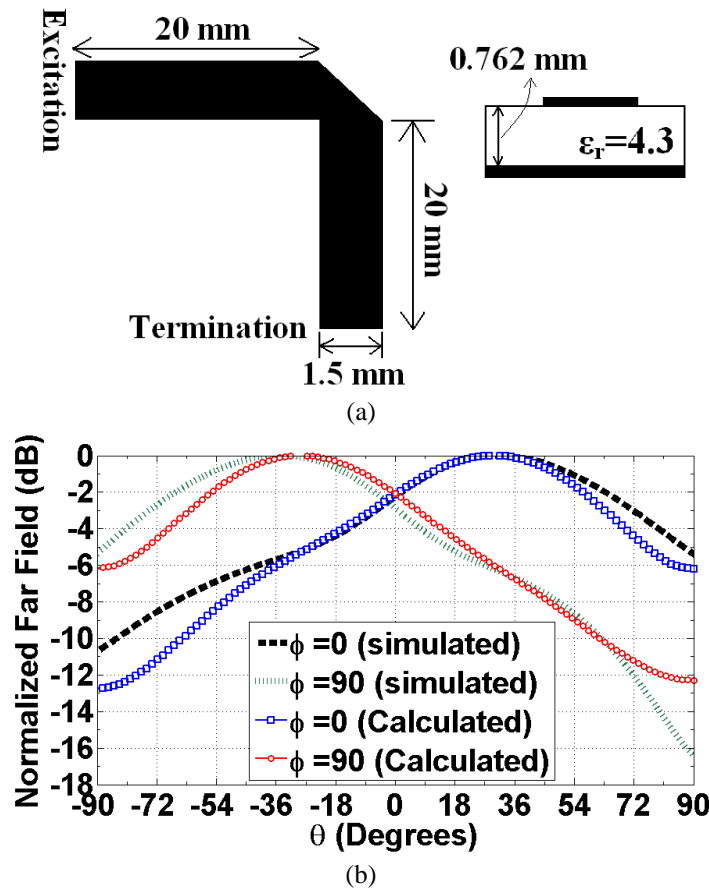 20 mm
0.762 mm
Excitation
εr=4.3
20 mm
Termination
1.5 mm
(a)
Normalized Far Field (dB)
0
-2
-4
-6
-8
-10
-12
-14
-16
-18
ϕ =0 (simulated)
ϕ =90 (simulated)
ϕ =0 (Calculated)
ϕ =90 (Calculated)
-90 -72 -54 -36 -18 0 18 36 54 72 90
θ (Degrees)
(b)